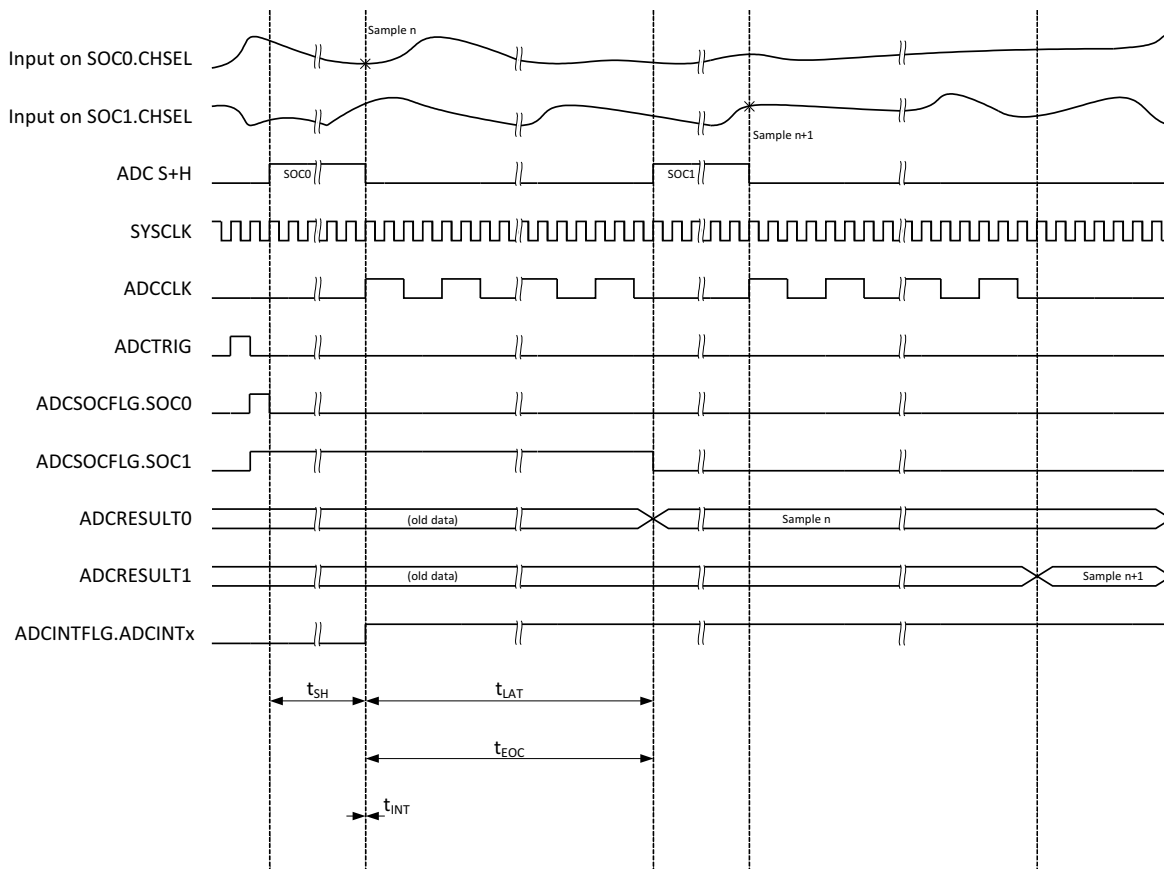 Sample n
Input on SOC0.CHSEL
Input on SOC1.CHSEL
Sample n+1
ADC S+H
SOC0
SOC1
SYSCLK
ADCCLK
ADCTRIG
ADCSOCFLG.SOC0
ADCSOCFLG.SOC1
ADCRESULT0
(old data)
Sample n
ADCRESULT1
(old data)
Sample n+1
ADCINTFLG.ADCINTx
tSH
tLAT
tEOC
tINT